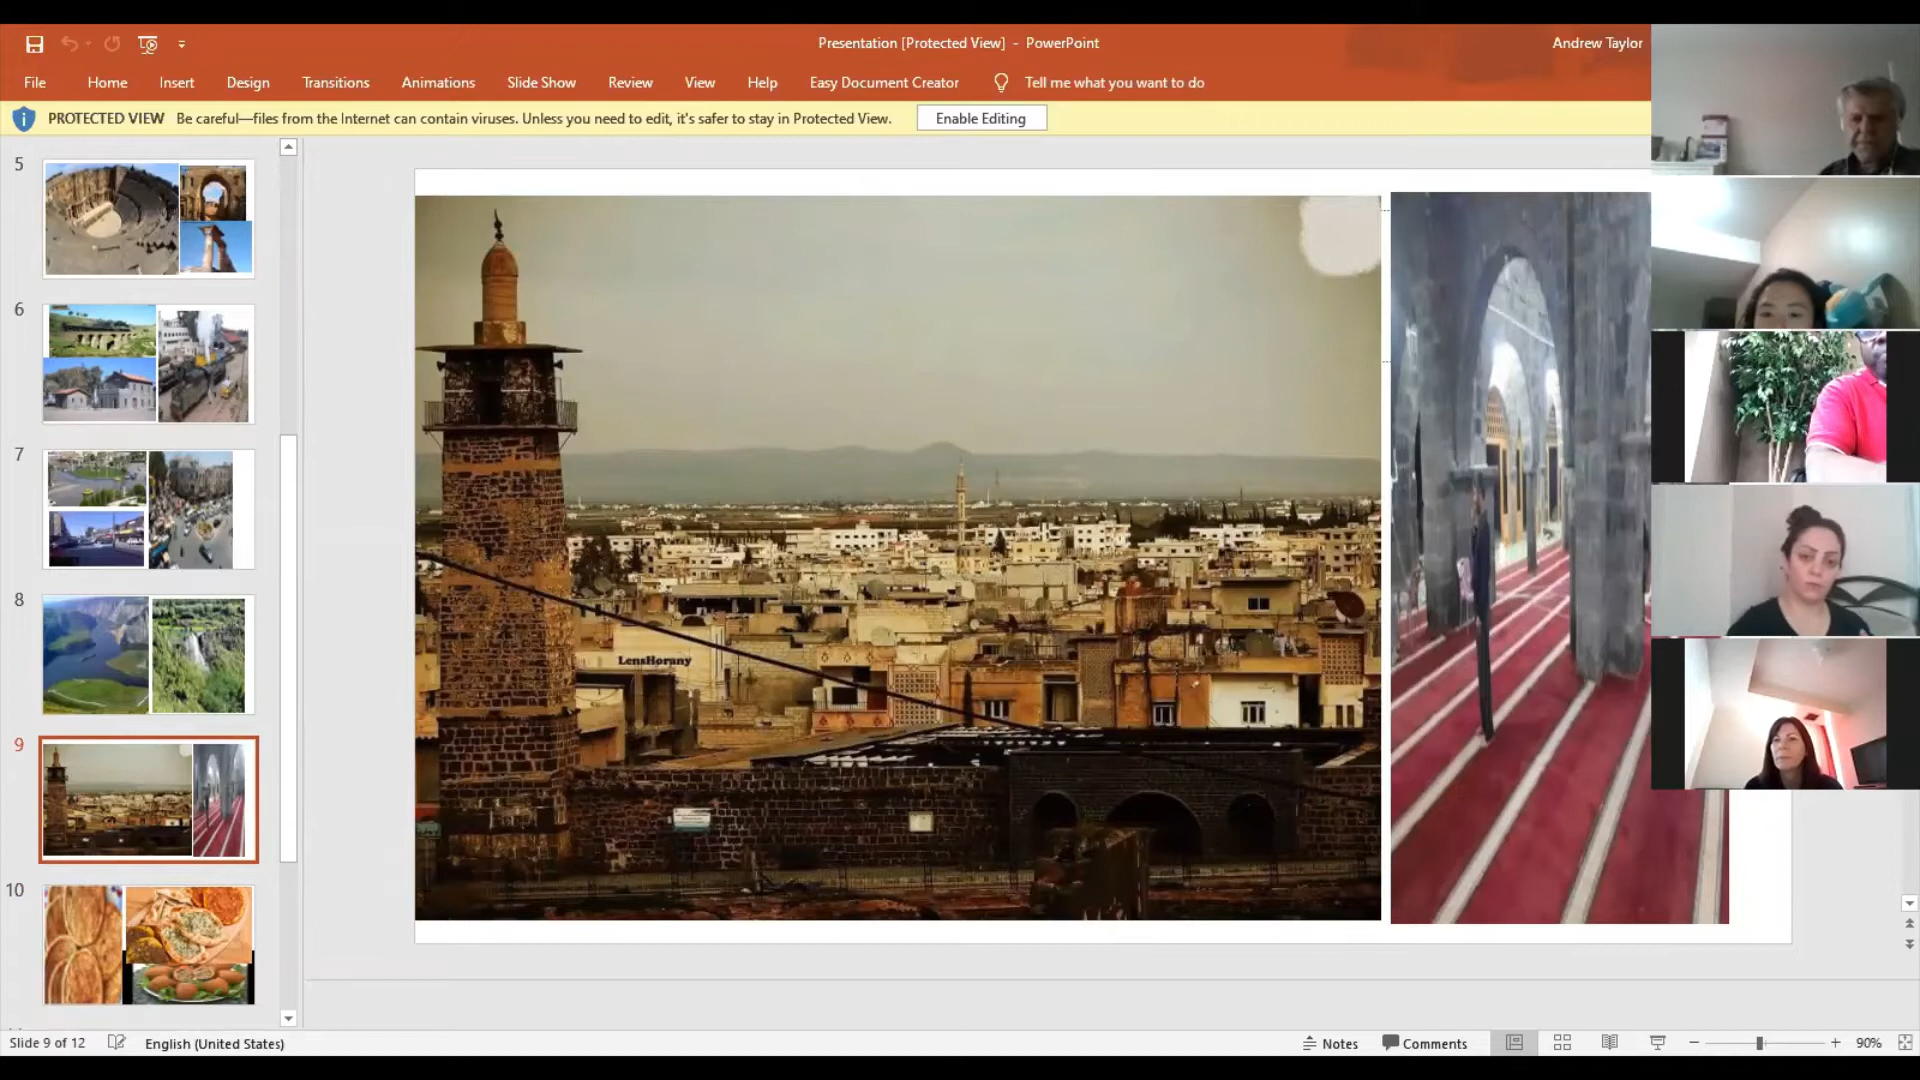 Presentation [Protected View] - PowerPoint
Andrew Taylor
File Home Insert Design Transitions Animations Slide Show Review View Help Easy Document Creator Tell me what you want to do
PROTECTED VIEW Be careful—files from the Internet can contain viruses. Unless you need to edit, it's safer to stay in Protected View. Enable Editing
5
6
7
8
9
10
LensHorany
Slide 9 of 12 English (United States) Notes Comments 90%